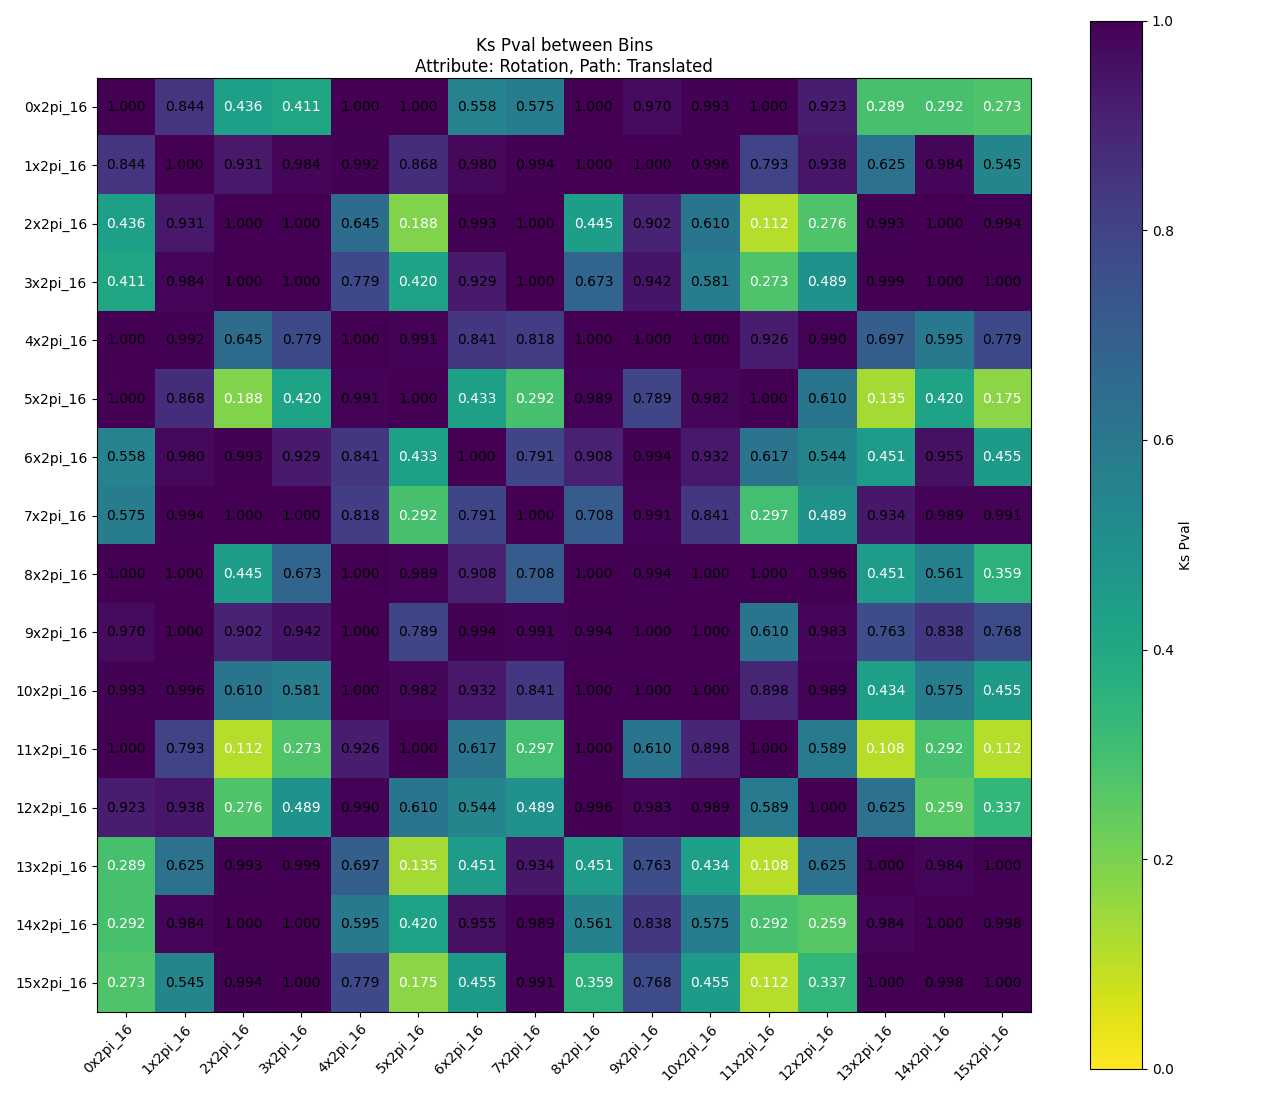 Ks Pval between Bins
Attribute: Rotation, Path: Translated
0x2pi_16 1.000 0.844 0.436 0.411 1.000 1.000 0.558 0.575 1.000 0.970 0.993 1.000 0.923 0.289 0.292 0.273
1x2pi_16 0.844 1.000 0.931 0.984 0.992 0.868 0.980 0.994 1.000 1.000 0.996 0.793 0.938 0.625 0.984 0.545
2x2pi_16 0.436 0.931 1.000 1.000 0.645 0.188 0.993 1.000 0.445 0.902 0.610 0.112 0.276 0.993 1.000 0.994
3x2pi_16 0.411 0.984 1.000 1.000 0.779 0.420 0.929 1.000 0.673 0.942 0.581 0.273 0.489 0.999 1.000 1.000
4x2pi_16 1.000 0.992 0.645 0.779 1.000 0.991 0.841 0.818 1.000 1.000 1.000 0.926 0.990 0.697 0.595 0.779
5x2pi_16 1.000 0.868 0.188 0.420 0.991 1.000 0.433 0.292 0.989 0.789 0.982 1.000 0.610 0.135 0.420 0.175
6x2pi_16 0.558 0.980 0.993 0.929 0.841 0.433 1.000 0.791 0.908 0.994 0.932 0.617 0.544 0.451 0.955 0.455
7x2pi_16 0.575 0.994 1.000 1.000 0.818 0.292 0.791 1.000 0.708 0.991 0.841 0.297 0.489 0.934 0.989 0.991
8x2pi_16 1.000 1.000 0.445 0.673 1.000 0.989 0.908 0.708 1.000 0.994 1.000 1.000 0.996 0.451 0.561 0.359
9x2pi_16 0.970 1.000 0.902 0.942 1.000 0.789 0.994 0.991 0.994 1.000 1.000 0.610 0.983 0.763 0.838 0.768
10x2pi_16 0.993 0.996 0.610 0.581 1.000 0.982 0.932 0.841 1.000 1.000 1.000 0.898 0.989 0.434 0.575 0.455
11x2pi_16 1.000 0.793 0.112 0.273 0.926 1.000 0.617 0.297 1.000 0.610 0.898 1.000 0.589 0.108 0.292 0.112
12x2pi_16 0.923 0.938 0.276 0.489 0.990 0.610 0.544 0.489 0.996 0.983 0.989 0.589 1.000 0.625 0.259 0.337
13x2pi_16 0.289 0.625 0.993 0.999 0.697 0.135 0.451 0.934 0.451 0.763 0.434 0.108 0.625 1.000 0.984 1.000
14x2pi_16 0.292 0.984 1.000 1.000 0.595 0.420 0.955 0.989 0.561 0.838 0.575 0.292 0.259 0.984 1.000 0.998
15x2pi_16 0.273 0.545 0.994 1.000 0.779 0.175 0.455 0.991 0.359 0.768 0.455 0.112 0.337 1.000 0.998 1.000
0x2pi_16 1x2pi_16 2x2pi_16 3x2pi_16 4x2pi_16 5x2pi_16 6x2pi_16 7x2pi_16 8x2pi_16 9x2pi_16 10x2pi_16 11x2pi_16 12x2pi_16 13x2pi_16 14x2pi_16 15x2pi_16
1.0
0.8
0.6
0.4
0.2
0.0
Ks Pval